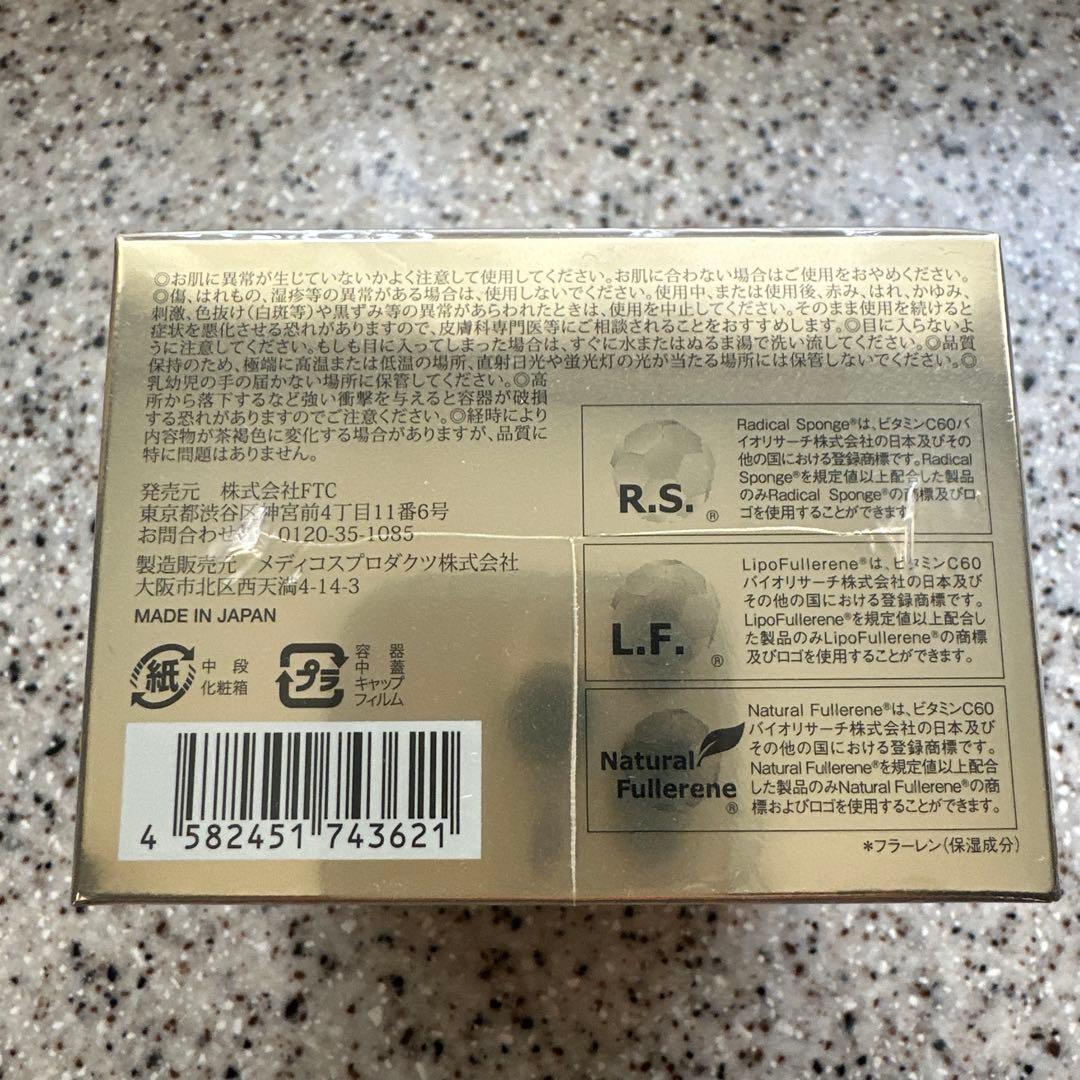 ◎お肌に異常が生じていないかよく注意して使用してください。お肌に合わない場合はご使用をおやめください。
◎傷、はれもの、湿疹等の異常がある場合は、使用しないでください。使用中、または使用後、赤み、はれ、かゆみ、
刺激、色抜け(白斑等)や黒ずみ等の異常があらわれたときは、使用を中止してください。そのまま使用を続けると
症状を悪化させる恐れがありますので、皮膚科専門医等にご相談されることをおすすめします。◎目に入らないよ
うに注意してください。もしも目に入ってしまった場合は、すぐに水またはぬるま湯で洗い流してください。◎品質
保持のため、極端に高温または低温の場所、直射日光や蛍光灯の光が当たる場所には保管しないでください。◎
乳幼児の手の届かない場所に保管してください。◎高
所から落下するなど強い衝撃を与えると容器が破損
する恐れがありますのでご注意ください。◎経時により
内容物が茶褐色に変化する場合がありますが、品質に
特に問題はありません。
発売元 株式会社FTC
東京都渋谷区神宮前4丁目11番6号
お問合わせ 0120-35-1085
製造販売元 メディコスプロダクツ株式会社
大阪市北区西天満4-14-3
MADE IN JAPAN
紙
中段
化粧箱
プラ
容器
中蓋
キャップ
フィルム
4 582451 743621
R.S.®
Radical Sponge®は、ビタミンC60バ
イオリサーチ株式会社の日本及びその
他の国における登録商標です。Radical
Sponge®を規定値以上配合した製品
のみRadical Sponge®の商標及びロ
ゴを使用することができます。
L.F.®
LipoFullerene®は、ビタミンC60
バイオリサーチ株式会社の日本及び
その他の国における登録商標です。
LipoFullerene®を規定値以上配合し
た製品のみLipoFullerene®の商標
及びロゴを使用することができます。
Natural
Fullerene®
Natural Fullerene®は、ビタミンC60
バイオリサーチ株式会社の日本及び
その他の国における登録商標です。
Natural Fullerene®を規定値以上配合
した製品のみNatural Fullerene®の商
標およびロゴを使用することができます。
*フラーレン(保湿成分)